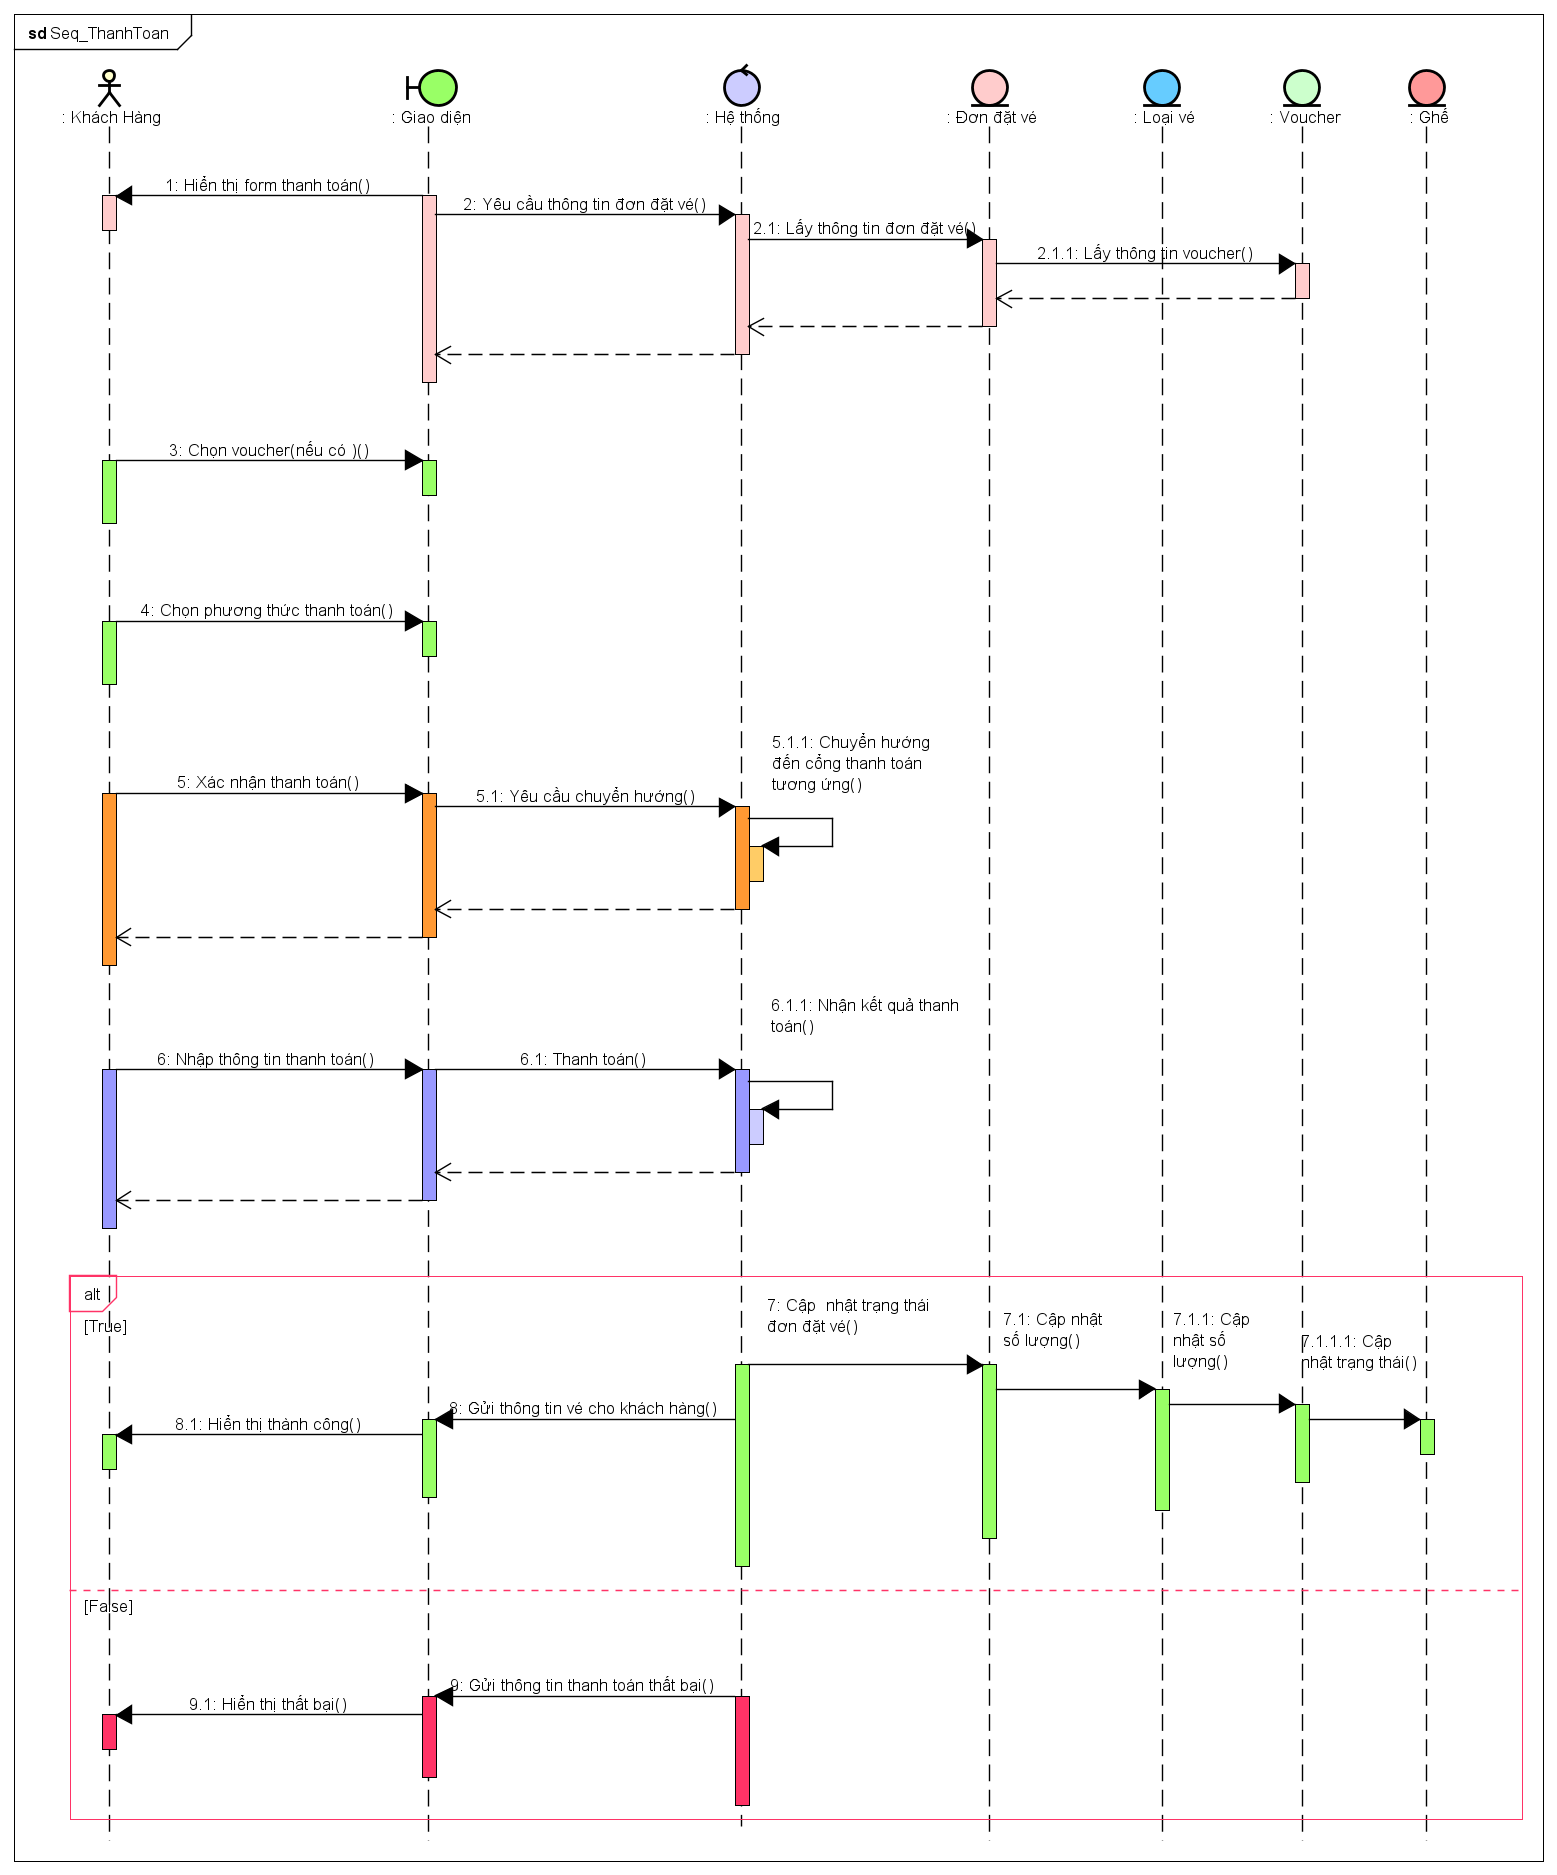 sd Seq_ThanhToan
: Khách Hàng
: Giao diện
: Hệ thống
: Đơn đặt vé
: Loại vé
: Voucher
: Ghế
1: Hiển thị form thanh toán()
2: Yêu cầu thông tin đơn đặt vé()
2.1: Lấy thông tin đơn đặt vé()
2.1.1: Lấy thông tin voucher()
3: Chọn voucher(nếu có )()
4: Chọn phương thức thanh toán()
5.1.1: Chuyển hướng
đến cổng thanh toán
tương ứng()
5: Xác nhận thanh toán()
5.1: Yêu cầu chuyển hướng()
6.1.1: Nhận kết quả thanh
toán()
6: Nhập thông tin thanh toán()
6.1: Thanh toán()
alt
[True]
7: Cập  nhật trạng thái
đơn đặt vé()
7.1: Cập nhật
số lượng()
7.1.1: Cập
nhật số
lượng()
7.1.1.1: Cập
nhật trạng thái()
8: Gửi thông tin vé cho khách hàng()
8.1: Hiển thị thành công()
[False]
9: Gửi thông tin thanh toán thất bại()
9.1: Hiển thị thất bại()